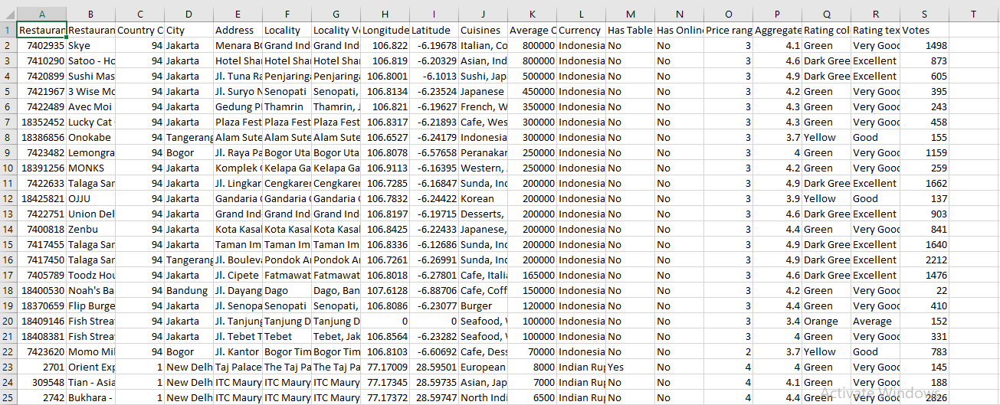 A B C D E F G H I J K L M N O P Q R S T
1 Restauran Restauran Country C City Address Locality Locality Ve Longitude Latitude Cuisines Average C Currency Has Table Has Online Price rang Aggregate Rating col Rating tex Votes
2 7402935 Skye 94 Jakarta Menara B Grand Ind Grand Ind 106.822 -6.19678 Italian, Co 800000 Indonesia No No 3 4.1 Green Very Good 1498
3 7410290 Satoo - Ho 94 Jakarta Hotel Shar Hotel Shar Hotel Shar 106.819 -6.20329 Asian, Ind 800000 Indonesia No No 3 4.6 Dark Gree Excellent 873
4 7420899 Sushi Mas 94 Jakarta Jl. Tuna Ra Penjaringa Penjaringa 106.8001 -6.1013 Sushi, Jap 500000 Indonesia No No 3 4.9 Dark Gree Excellent 605
5 7421967 3 Wise Mo 94 Jakarta Jl. Suryo N Senopati Senopati, 106.8134 -6.23524 Japanese 450000 Indonesia No No 3 4.2 Green Very Good 395
6 7422489 Avec Moi 94 Jakarta Gedung P Thamrin Thamrin, J 106.821 -6.19627 French, W 350000 Indonesia No No 3 4.3 Green Very Good 243
7 18352452 Lucky Cat 94 Jakarta Plaza Fest Plaza Fest Plaza Fest 106.8317 -6.21893 Cafe, Wes 300000 Indonesia No No 3 4.3 Green Very Good 458
8 18386856 Onokabe 94 Tangerang Alam Sute Alam Sute Alam Sute 106.6527 -6.24179 Indonesia 300000 Indonesia No No 3 3.7 Yellow Good 155
9 7423482 Lemongra 94 Bogor Jl. Raya Pa Bogor Uta Bogor Uta 106.8078 -6.57658 Peranakan 250000 Indonesia No No 3 4 Green Very Good 1159
10 18391256 MONKS 94 Jakarta Komplek Kelapa Ga Kelapa Ga 106.9113 -6.16395 Western, 250000 Indonesia No No 3 4.2 Green Very Good 259
11 7422633 Talaga Sam 94 Jakarta Jl. Lingkar Cengkaren Cengkaren 106.7285 -6.16847 Sunda, Ind 200000 Indonesia No No 3 4.9 Dark Gree Excellent 1662
12 18425821 OJJU 94 Jakarta Gandaria Gandaria Gandaria 106.7832 -6.24422 Korean 200000 Indonesia No No 3 3.9 Yellow Good 137
13 7422751 Union Del 94 Jakarta Grand Ind Grand Ind Grand Ind 106.8197 -6.19715 Desserts, 200000 Indonesia No No 3 4.6 Dark Gree Excellent 903
14 7400818 Zenbu 94 Jakarta Kota Kasal Kota Kasal Kota Kasal 106.8425 -6.22433 Japanese, 200000 Indonesia No No 3 4.4 Green Very Good 841
15 7417455 Talaga Sam 94 Jakarta Taman Im Taman Im Taman Im 106.8336 -6.12686 Sunda, Ind 200000 Indonesia No No 3 4.9 Dark Gree Excellent 1640
16 7417450 Talaga Sam 94 Tangerang Jl. Bouleva Pondok A Pondok A 106.7261 -6.26991 Sunda, Ind 200000 Indonesia No No 3 4.9 Dark Gree Excellent 2212
17 7405789 Toodz Hou 94 Jakarta Jl. Cipete Fatmawat Fatmawat 106.8018 -6.27801 Cafe, Itali 165000 Indonesia No No 3 4.6 Dark Gree Excellent 1476
18 18400530 Noah's Ba 94 Bandung Jl. Dayang Dago Dago, Ban 107.6128 -6.88706 Cafe, Coff 150000 Indonesia No No 3 4.2 Green Very Good 22
19 18370659 Flip Burge 94 Jakarta Jl. Senopa Senopati Senopati, 106.8086 -6.23077 Burger 120000 Indonesia No No 3 4.4 Green Very Good 410
20 18409146 Fish Strea 94 Jakarta Jl. Tanjung Tanjung D Tanjung D 0 0 Seafood, 100000 Indonesia No No 3 3.4 Orange Average 152
21 18408381 Fish Strea 94 Jakarta Jl. Tebet T Tebet Tebet, Jak 106.8564 -6.23282 Seafood, 100000 Indonesia No No 3 4 Green Very Good 331
22 7423620 Momo Mil 94 Bogor Jl. Kantor Bogor Tim Bogor Tim 106.8103 -6.60692 Cafe, Dess 70000 Indonesia No No 2 3.7 Yellow Good 783
23 2701 Orient Exp 1 New Delh Taj Palace The Taj Pa The Taj Pa 77.17009 28.59501 European 8000 Indian Rup Yes No 4 4 Green Very Good 145
24 309548 Tian - Asia 1 New Delh ITC Maury ITC Maury ITC Maury 77.17345 28.59735 Asian, Jap 7000 Indian Rup No No 4 4.1 Green Very Good 188
25 2742 Bukhara - 1 New Delh ITC Maury ITC Maury ITC Maury 77.17372 28.59747 North Indi 6500 Indian Rup No No 4 4.4 Green Very Good 2826
Activate Windows